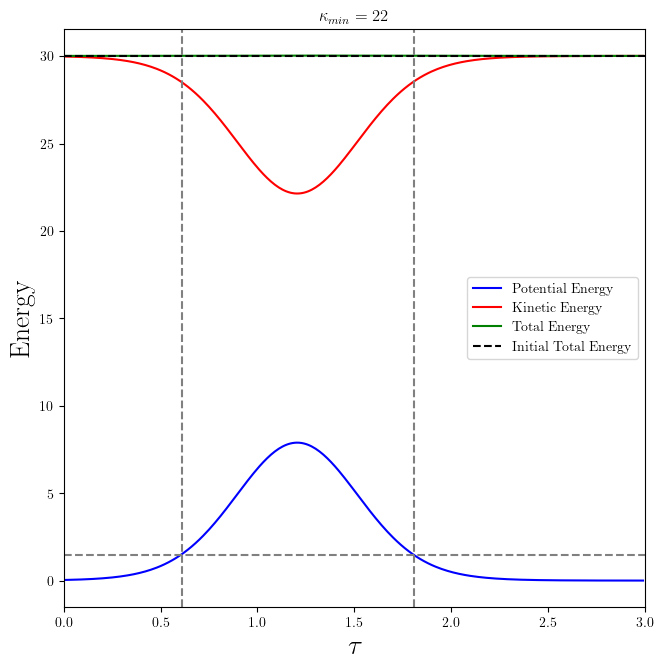 κ_min = 22
Energy
30
25
20
15
10
5
0
Potential Energy
Kinetic Energy
Total Energy
Initial Total Energy
0.0 0.5 1.0 1.5 2.0 2.5 3.0
τ